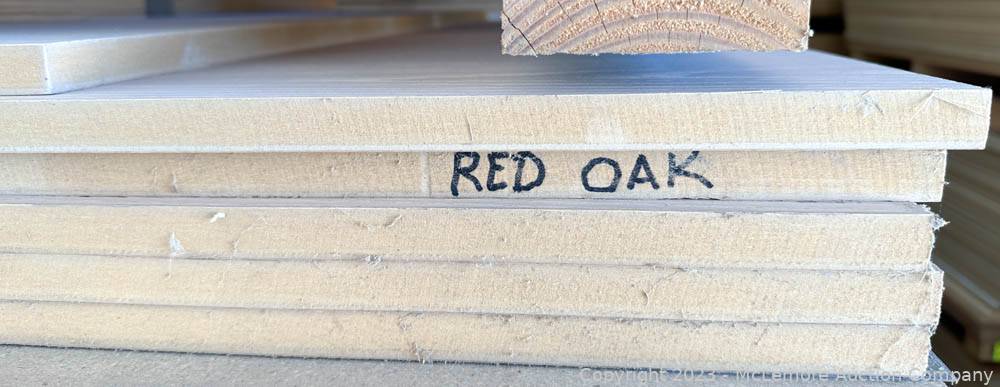 RED OAK
Copyright 2023 - McLemore Auction Company